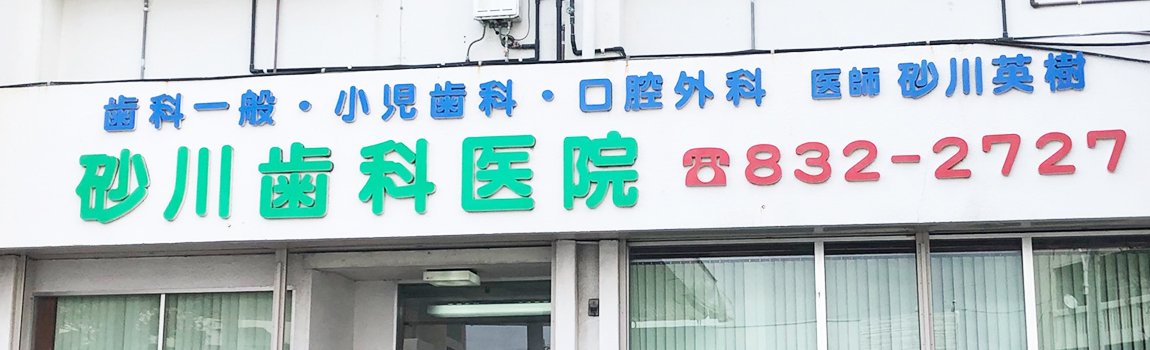 歯科一般・小児歯科・口腔外科 医師 砂川英樹
砂川歯科医院 ☎832-2727